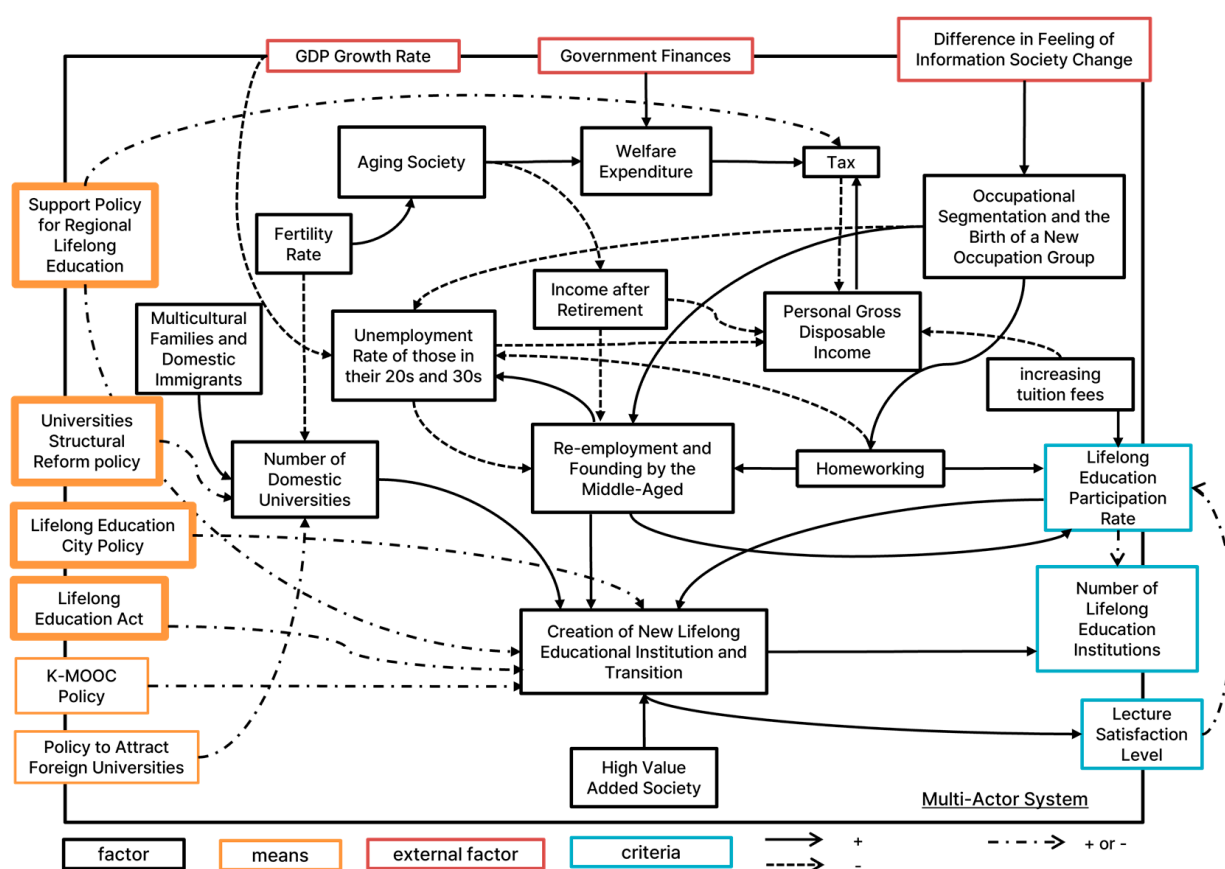 GDP Growth Rate
Government Finances
Difference in Feeling of
Information Society Change
Aging Society
Welfare
Expenditure
Tax
Support Policy
for Regional
Lifelong
Education
Fertility
Rate
Occupational
Segmentation and the
Birth of a New
Occupation Group
Multicultural
Families and
Domestic
Immigrants
Unemployment
Rate of those in
their 20s and 30s
Income after
Retirement
Personal Gross
Disposable
Income
increasing
tuition fees
Universities
Structural
Reform policy
Number of
Domestic
Universities
Re-employment and
Founding by the
Middle-Aged
Homeworking
Lifelong
Education
Participation
Rate
Lifelong Education
City Policy
Lifelong
Education Act
Creation of New Lifelong
Educational Institution and
Transition
Number of
Lifelong
Education
Institutions
K-MOOC
Policy
Policy to Attract
Foreign Universities
High Value
Added Society
Lecture
Satisfaction
Level
Multi-Actor System
factor
means
external factor
criteria
+
-
+ or -